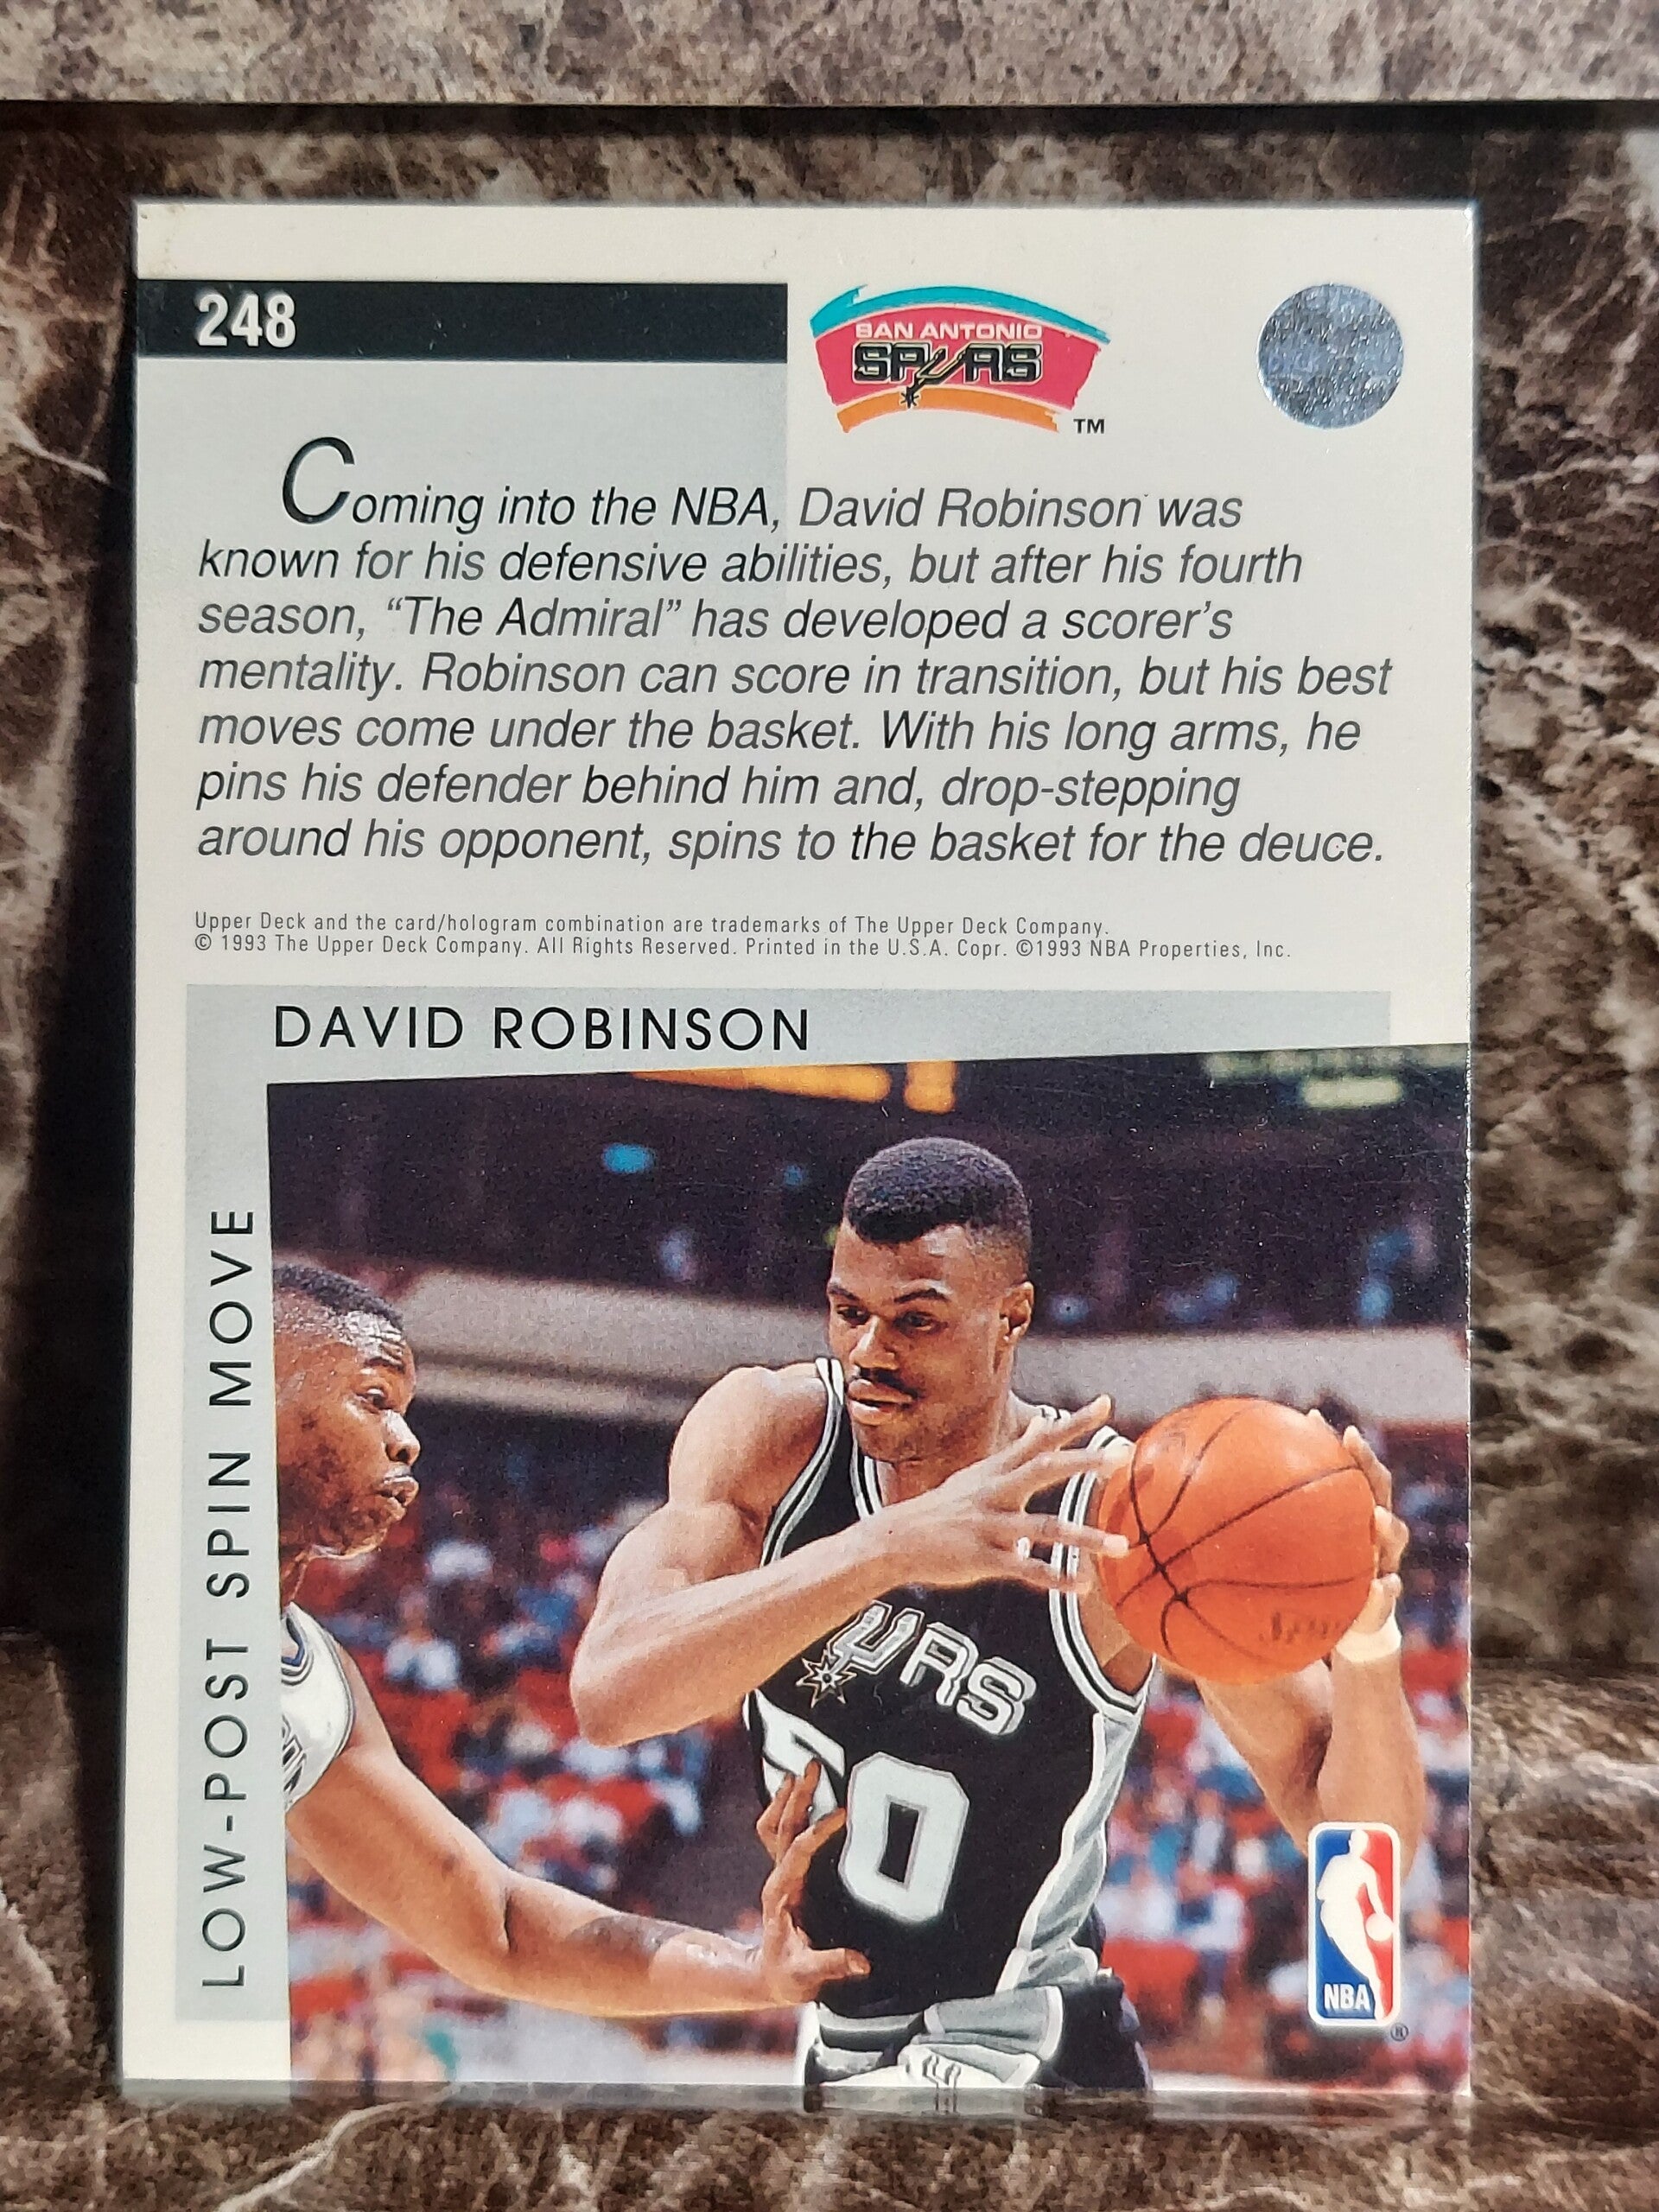 248
SAN ANTONIO
SPURS
TM
Coming into the NBA, David Robinson was
known for his defensive abilities, but after his fourth
season, “The Admiral” has developed a scorer’s
mentality. Robinson can score in transition, but his best
moves come under the basket. With his long arms, he
pins his defender behind him and, drop-stepping
around his opponent, spins to the basket for the deuce.
Upper Deck and the card/hologram combination are trademarks of The Upper Deck Company.
© 1993 The Upper Deck Company. All Rights Reserved. Printed in the U.S.A. Copr. ©1993 NBA Properties, Inc.
DAVID ROBINSON
LOW-POST SPIN MOVE
URS
50
NBA
®